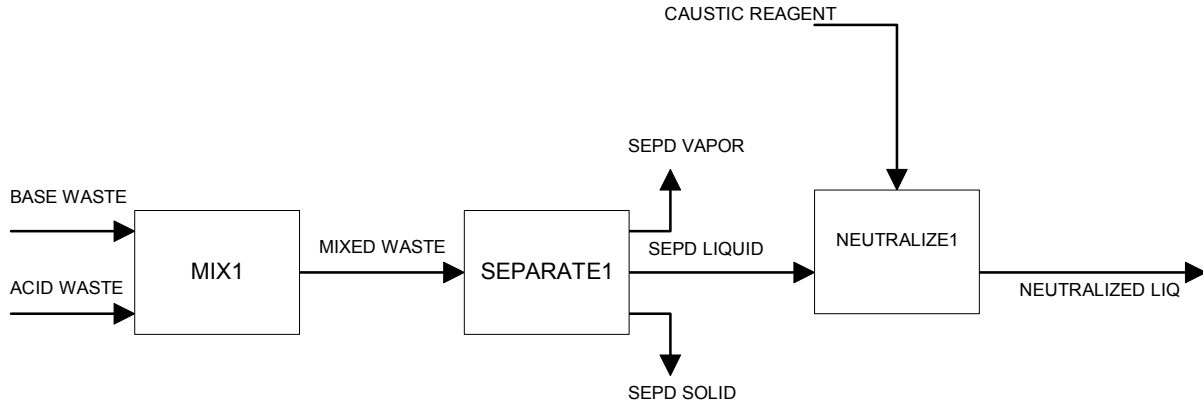 CAUSTIC REAGENT
SEPD VAPOR
BASE WASTE
NEUTRALIZE1
MIXED WASTE
SEPD LIQUID
MIX1
SEPARATE1
ACID WASTE
NEUTRALIZED LIQ
SEPD SOLID